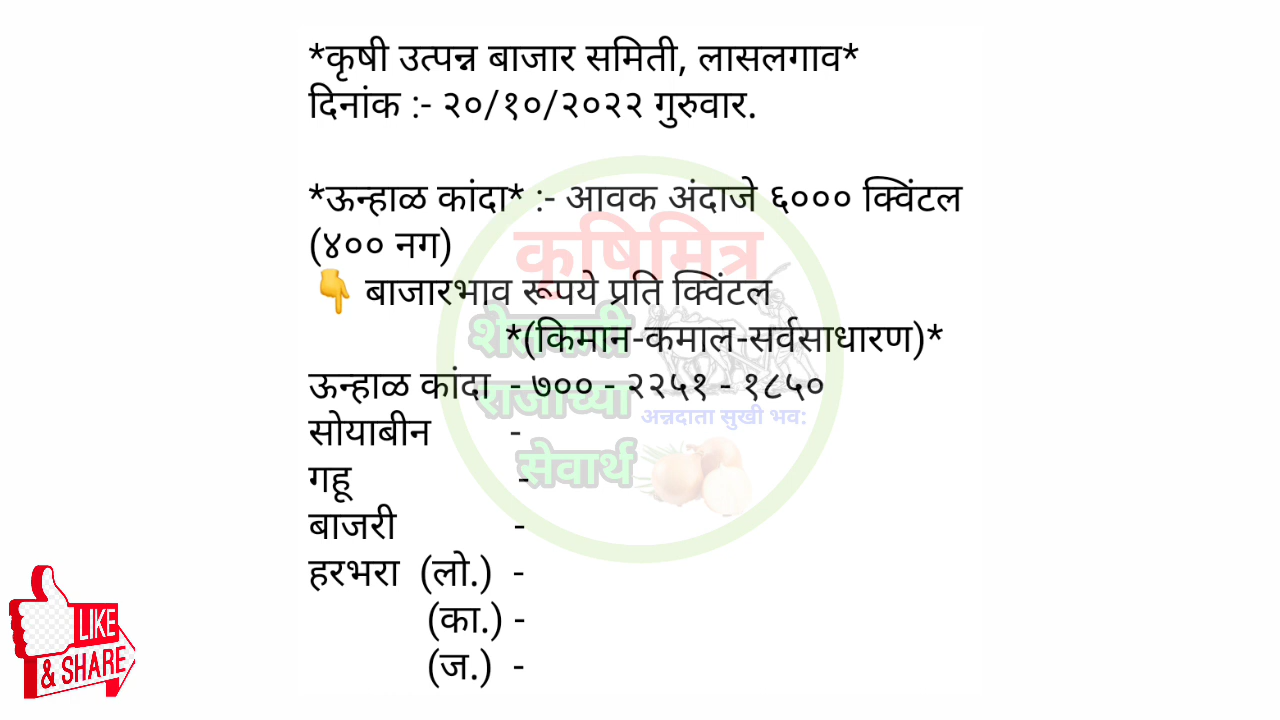 *कृषी उत्पन्न बाजार समिती, लासलगाव*
दिनांक :- २०/१०/२०२२ गुरुवार.
*ऊन्हाळ कांदा* :- आवक अंदाजे ६००० क्विंटल
(४०० नग)
👇 बाजारभाव रूपये प्रति क्विंटल
*(किमान-कमाल-सर्वसाधारण)*
ऊन्हाळ कांदा - ७०० - २२५१ - १८५०
सोयाबीन -
गहू -
बाजरी -
हरभरा (लो.) -
(का.) -
(ज.) -
कृषिमित्र
शेतकरी
राजाच्या
सेवार्थ
अन्नदाता सुखी भव:
LIKE
& SHARE